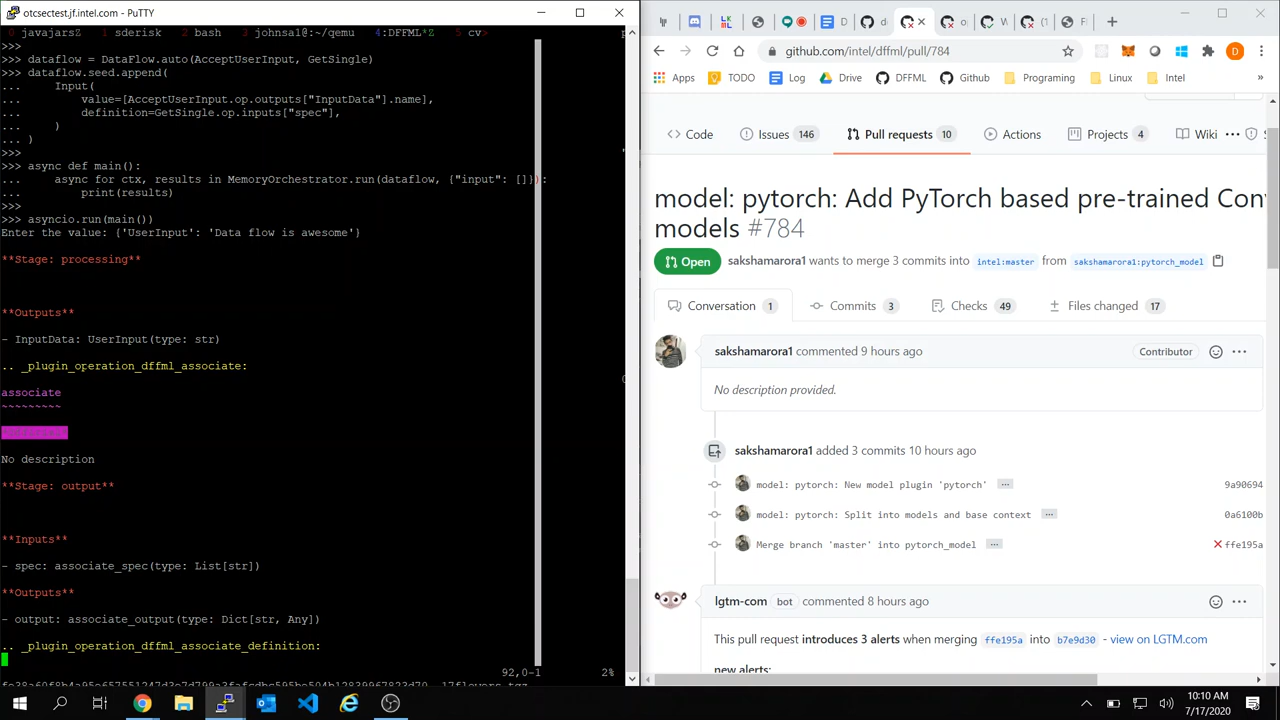 otcsectest.jf.intel.com - PuTTY
0 javajarsZ 1 sderisk 2 bash 3 johnsa1@:~/qemu 4:DFFML*Z 5 cv>
>>>
>>> dataflow = DataFlow.auto(AcceptUserInput, GetSingle)
>>> dataflow.seed.append(
... Input(
... value=[AcceptUserInput.op.outputs["InputData"].name],
... definition=GetSingle.op.inputs["spec"],
... )
... )
>>>
>>> async def main():
... async for ctx, results in MemoryOrchestrator.run(dataflow, {"input": []}):
... print(results)
>>>
>>> asyncio.run(main())
Enter the value: {'UserInput': 'Data flow is awesome'}
**Stage: processing**
**Outputs**
- InputData: UserInput(type: str)
.. _plugin_operation_dffml_associate:
associate
~~~~~~~~~
No description
**Stage: output**
**Inputs**
- spec: associate_spec(type: List[str])
**Outputs**
- output: associate_output(type: Dict[str, Any])
.. _plugin_operation_dffml_associate_definition:
92,0-1 2%
github.com/intel/dffml/pull/784
D
Apps TODO Log Drive DFFML Github Programing Linux Intel »
Code Issues 146 Pull requests 10 Actions Projects 4 Wiki
model: pytorch: Add PyTorch based pre-trained Con
models #784
Open sakshamarora1 wants to merge 3 commits into intel:master from sakshamarora1:pytorch_model
Conversation 1 Commits 3 Checks 49 Files changed 17
sakshamarora1 commented 9 hours ago Contributor
No description provided.
sakshamarora1 added 3 commits 10 hours ago
model: pytorch: New model plugin 'pytorch' ... 9a90694
model: pytorch: Split into models and base context ... 0a6100b
Merge branch 'master' into pytorch_model ... ffe195a
lgtm-com bot commented 8 hours ago
This pull request introduces 3 alerts when merging ffe195a into b7e9d30 - view on LGTM.com
new alerts:
10:10 AM
7/17/2020